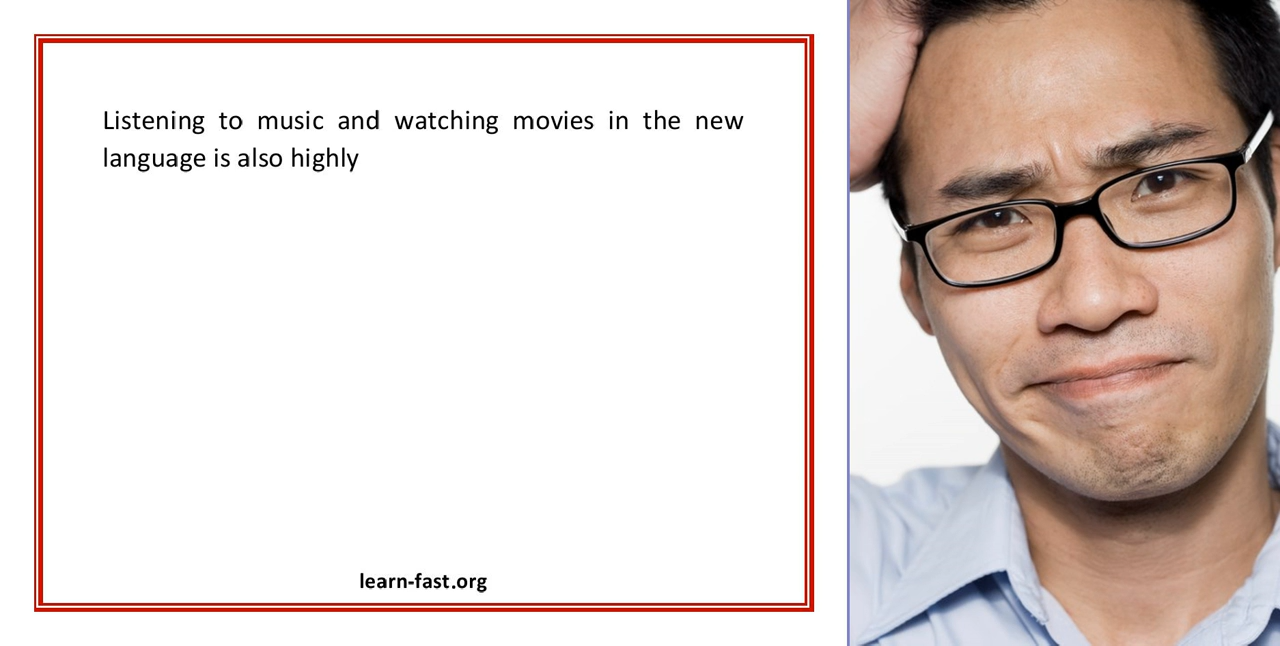 Listening to music and watching movies in the new
language is also highly
learn-fast.org